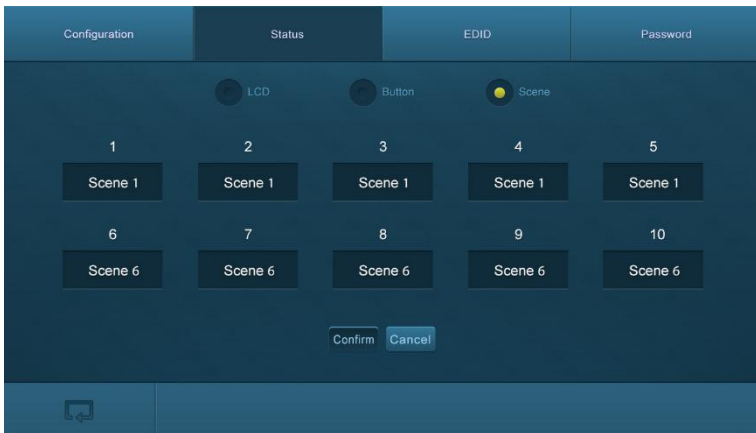 Configuration Status EDID Password
LCD Button Scene
1 2 3 4 5
Scene 1 Scene 1 Scene 1 Scene 1 Scene 1
6 7 8 9 10
Scene 6 Scene 6 Scene 6 Scene 6 Scene 6
Confirm Cancel